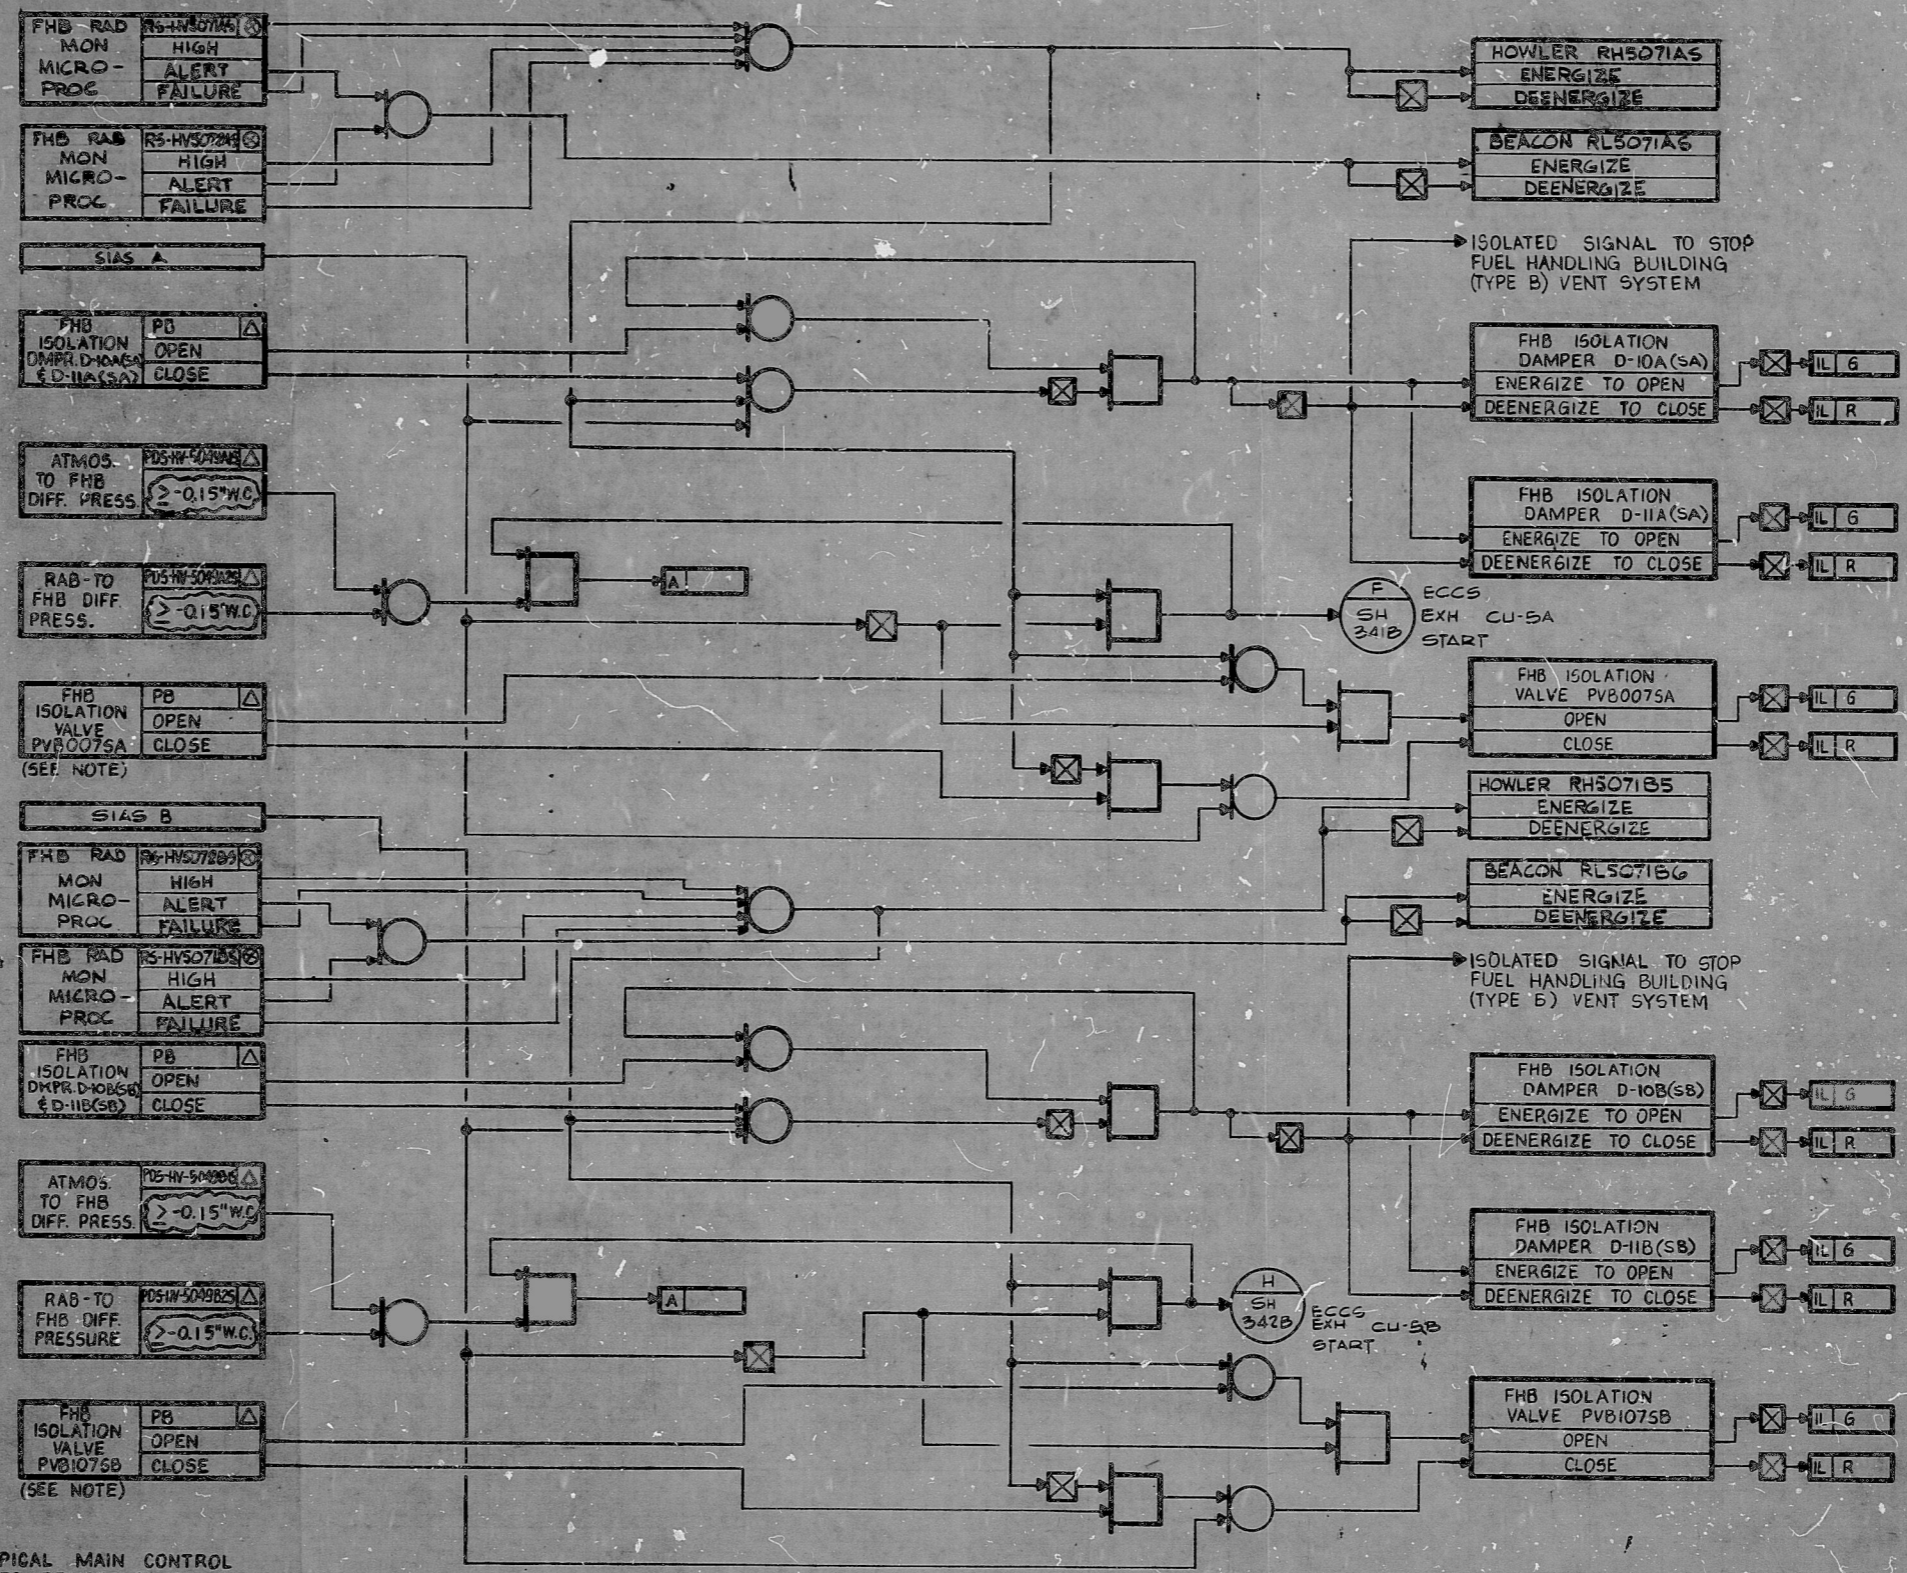 FHB RAD
MON
MICRO-
PROC
HIGH
ALERT
FAILURE
FHB RAB
MON
MICRO-
PROC
HIGH
ALERT
FAILURE
SIAS A
FHB
ISOLATION
DMPR. D-10A(SA)
& D-11A(SA)
PB
OPEN
CLOSE
ATMOS.
TO FHB
DIFF. PRESS.
≥-0.15"W.C.
RAB-TO
FHB DIFF.
PRESS.
≥-0.15"W.C
FHB
ISOLATION
VALVE
PVB007SA
PB
OPEN
CLOSE
(SEE NOTE)
SIAS B
FHB RAD
MON
MICRO-
PROC
HIGH
ALERT
FAILURE
FHB RAD
MON
MICRO-
PROC
HIGH
ALERT
FAILURE
FHB
ISOLATION
DMPR. D-10B(SB)
& D-11B(SB)
PB
OPEN
CLOSE
ATMOS.
TO FHB
DIFF. PRESS.
≥-0.15"W.C
RAB-TO
FHB DIFF.
PRESSURE
≥-0.15"W.C.
FHB
ISOLATION
VALVE
PVB107SB
PB
OPEN
CLOSE
(SEE NOTE)
PICAL MAIN CONTROL
A
A
HOWLER RH5071A5
ENERGIZE
DEENERGIZE
BEACON RL5071A6
ENERGIZE
DEENERGIZE
ISOLATED SIGNAL TO STOP
FUEL HANDLING BUILDING
(TYPE B) VENT SYSTEM
FHB ISOLATION
DAMPER D-10A(SA)
ENERGIZE TO OPEN
DEENERGIZE TO CLOSE
IL G
IL R
FHB ISOLATION
DAMPER D-11A(SA)
ENERGIZE TO OPEN
DEENERGIZE TO CLOSE
IL G
IL R
F
SH
341B
ECCS
EXH CU-5A
START
FHB ISOLATION
VALVE PVB007SA
OPEN
CLOSE
IL G
IL R
HOWLER RH5071B5
ENERGIZE
DEENERGIZE
BEACON RL5071B6
ENERGIZE
DEENERGIZE
ISOLATED SIGNAL TO STOP
FUEL HANDLING BUILDING
(TYPE B) VENT SYSTEM
FHB ISOLATION
DAMPER D-10B(SB)
ENERGIZE TO OPEN
DEENERGIZE TO CLOSE
IL G
IL R
FHB ISOLATION
DAMPER D-11B(SB)
ENERGIZE TO OPEN
DEENERGIZE TO CLOSE
IL G
IL R
H
SH
342B
ECCS
EXH CU-5B
START
FHB ISOLATION
VALVE PVB107SB
OPEN
CLOSE
IL G
IL R